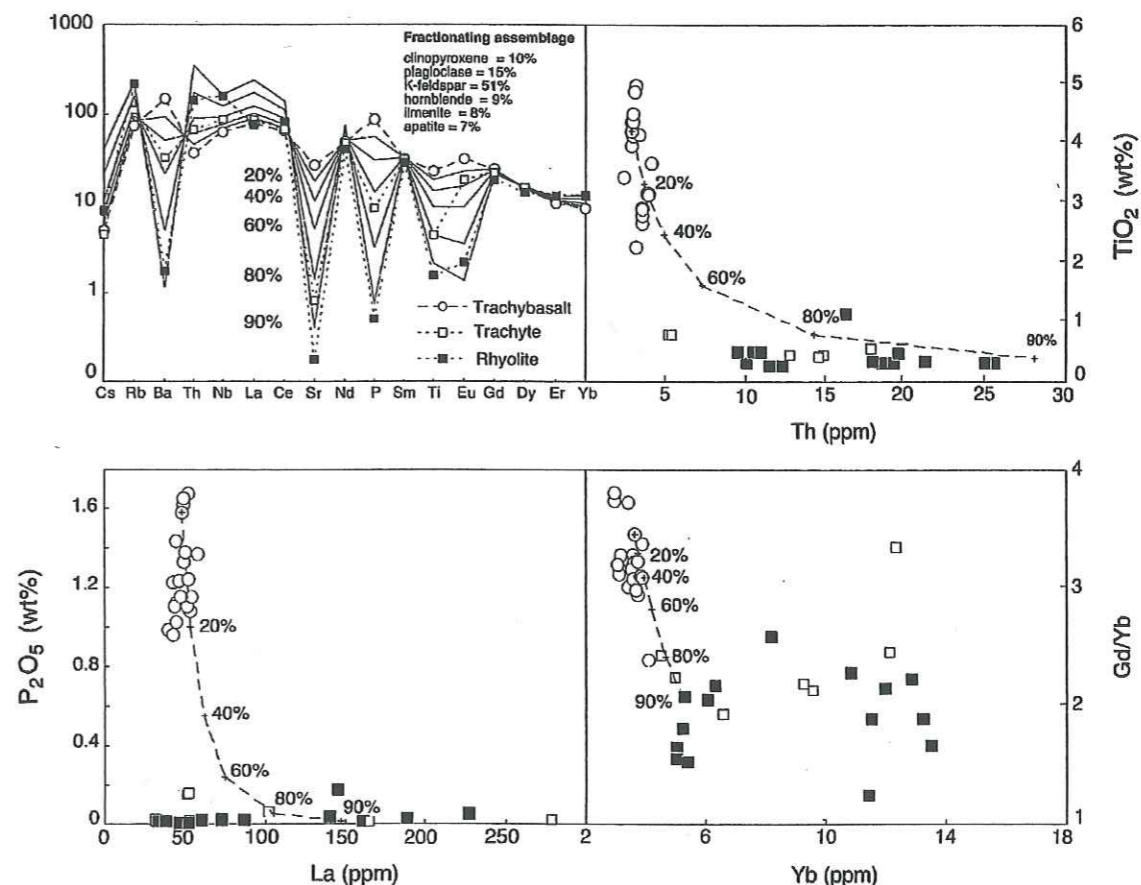 1000
100
10
1
0
Fractionating assemblage
clinopyroxene = 10%
plagioclase = 15%
K-feldspar = 51%
hornblende = 9%
ilmenite = 8%
apatite = 7%
20%
40%
60%
80%
90%
Trachybasalt
Trachyte
Rhyolite
Cs Rb Ba Th Nb La Ce Sr Nd P Sm Ti Eu Gd Dy Er Yb
6
5
4
3
2
1
0
TiO2 (wt%)
20%
40%
60%
80%
90%
5 10 15 20 25 30
Th (ppm)
1.6
1.2
0.8
0.4
0
P2O5 (wt%)
20%
40%
60%
80%
90%
0 50 100 150 200 250
La (ppm)
4
3
2
1
Gd/Yb
20%
40%
60%
80%
90%
2 6 10 14 18
Yb (ppm)